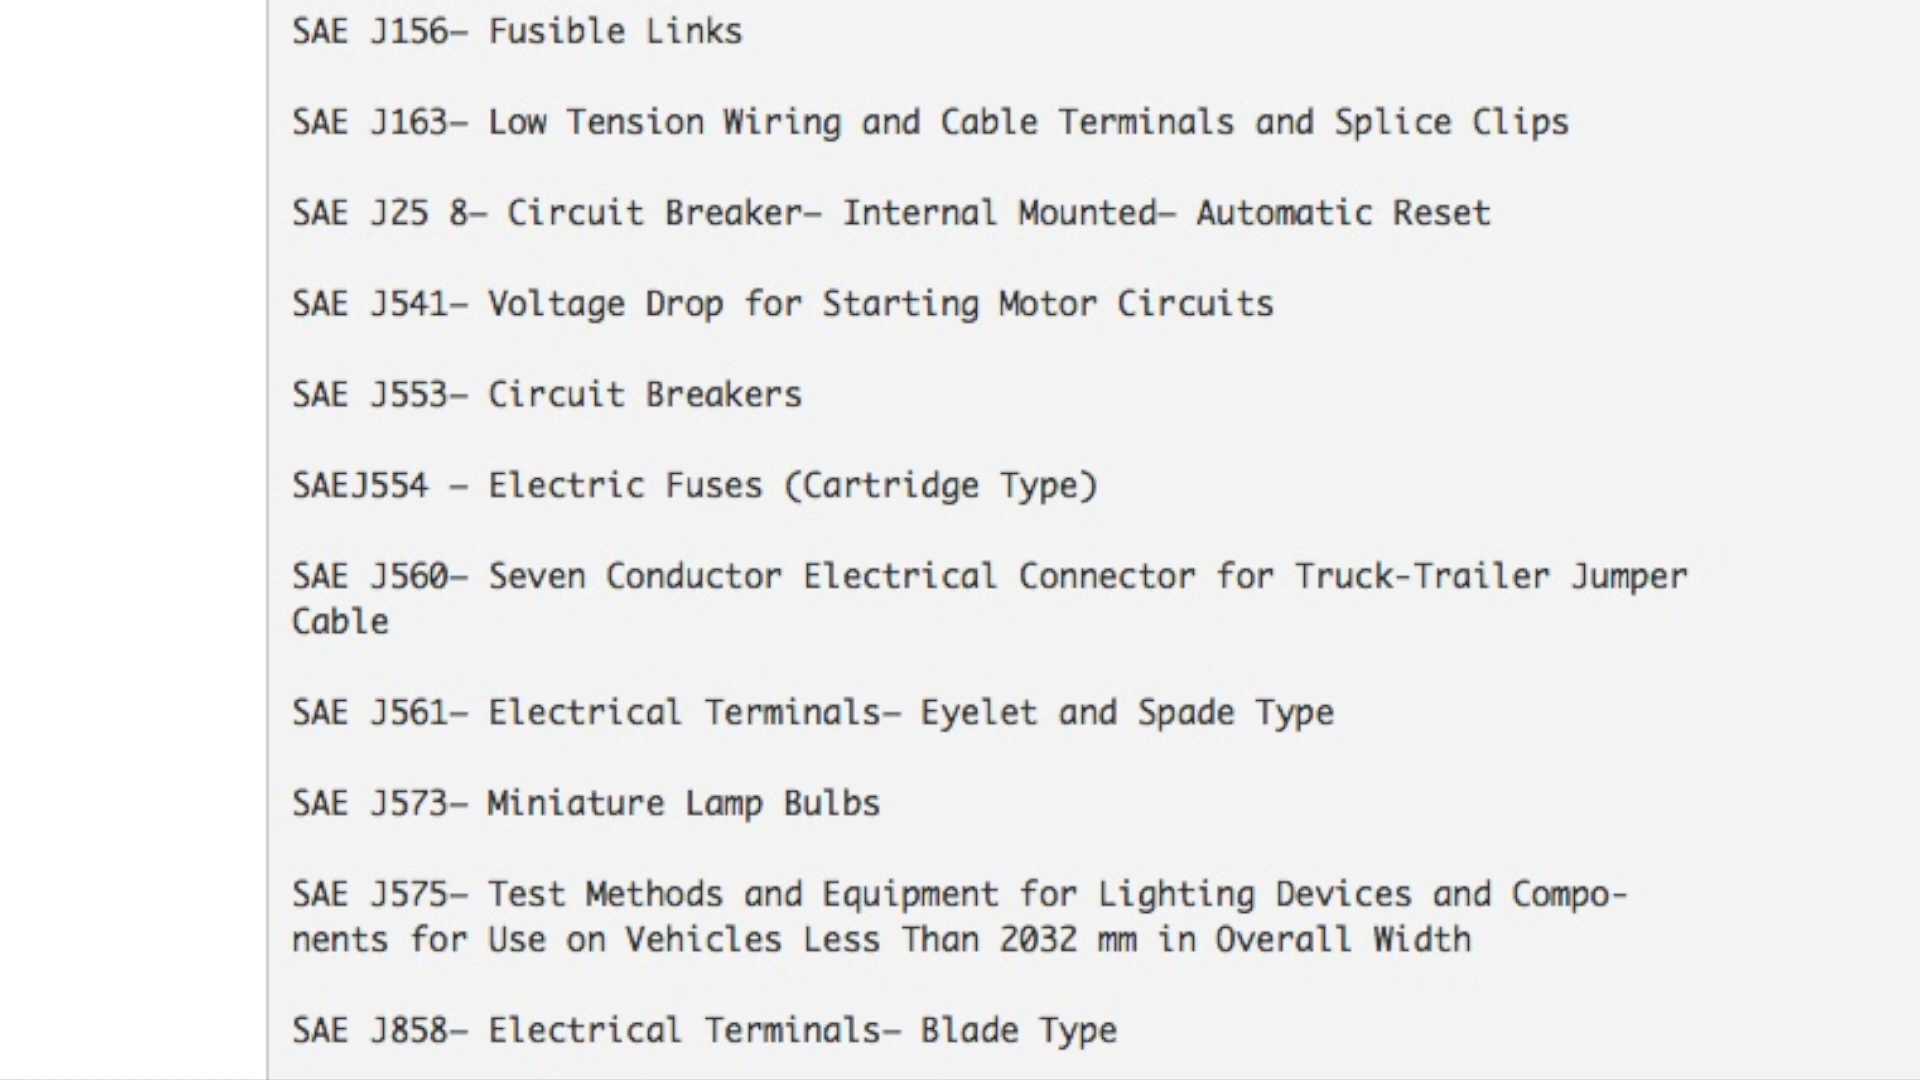 SAE J156– Fusible Links
SAE J163– Low Tension Wiring and Cable Terminals and Splice Clips
SAE J25 8– Circuit Breaker– Internal Mounted– Automatic Reset
SAE J541– Voltage Drop for Starting Motor Circuits
SAE J553– Circuit Breakers
SAEJ554 – Electric Fuses (Cartridge Type)
SAE J560– Seven Conductor Electrical Connector for Truck-Trailer Jumper
Cable
SAE J561– Electrical Terminals– Eyelet and Spade Type
SAE J573– Miniature Lamp Bulbs
SAE J575– Test Methods and Equipment for Lighting Devices and Compo-
nents for Use on Vehicles Less Than 2032 mm in Overall Width
SAE J858– Electrical Terminals– Blade Type